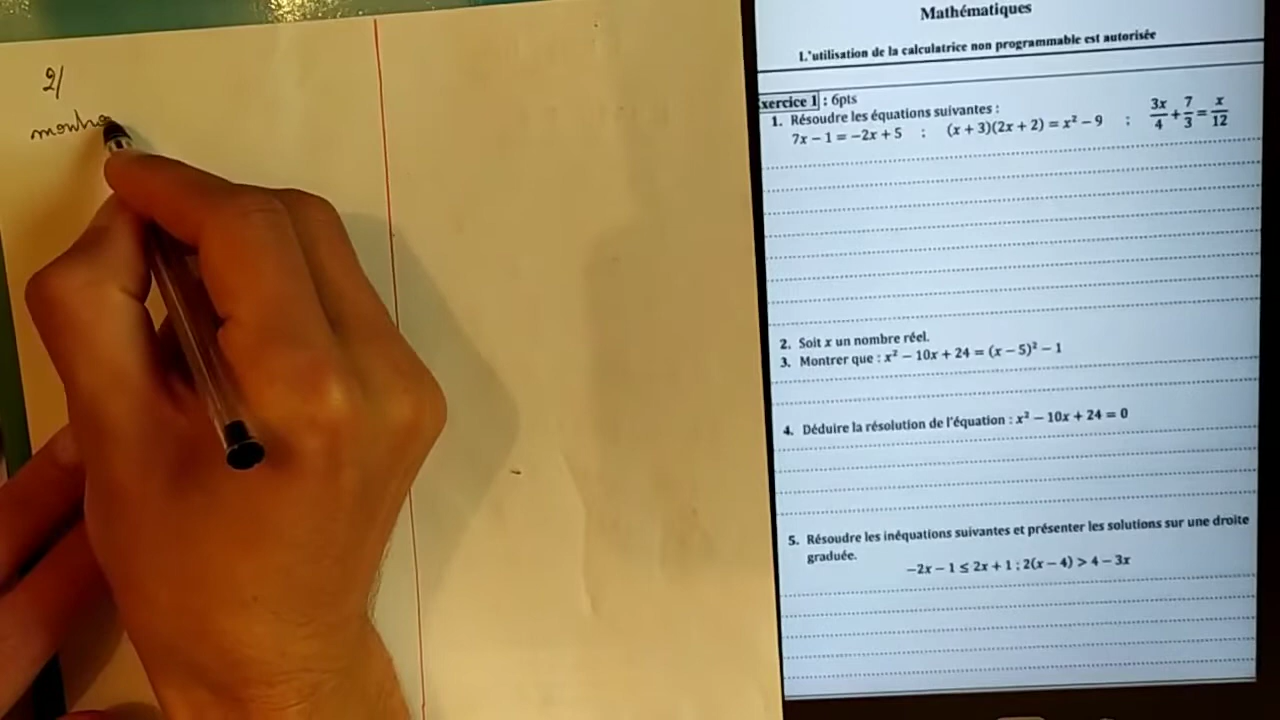 2/
montre
Mathématiques
L'utilisation de la calculatrice non programmable est autorisée
xercice 1 : 6pts
1. Résoudre les équations suivantes :
7x − 1 = −2x + 5 ; (x + 3)(2x + 2) = x² − 9 ; 3x/4 + 7/3 = x/12
2. Soit x un nombre réel.
3. Montrer que : x² − 10x + 24 = (x − 5)² − 1
4. Déduire la résolution de l'équation : x² − 10x + 24 = 0
5. Résoudre les inéquations suivantes et présenter les solutions sur une droite
graduée.
−2x − 1 ≤ 2x + 1 ; 2(x − 4) > 4 − 3x